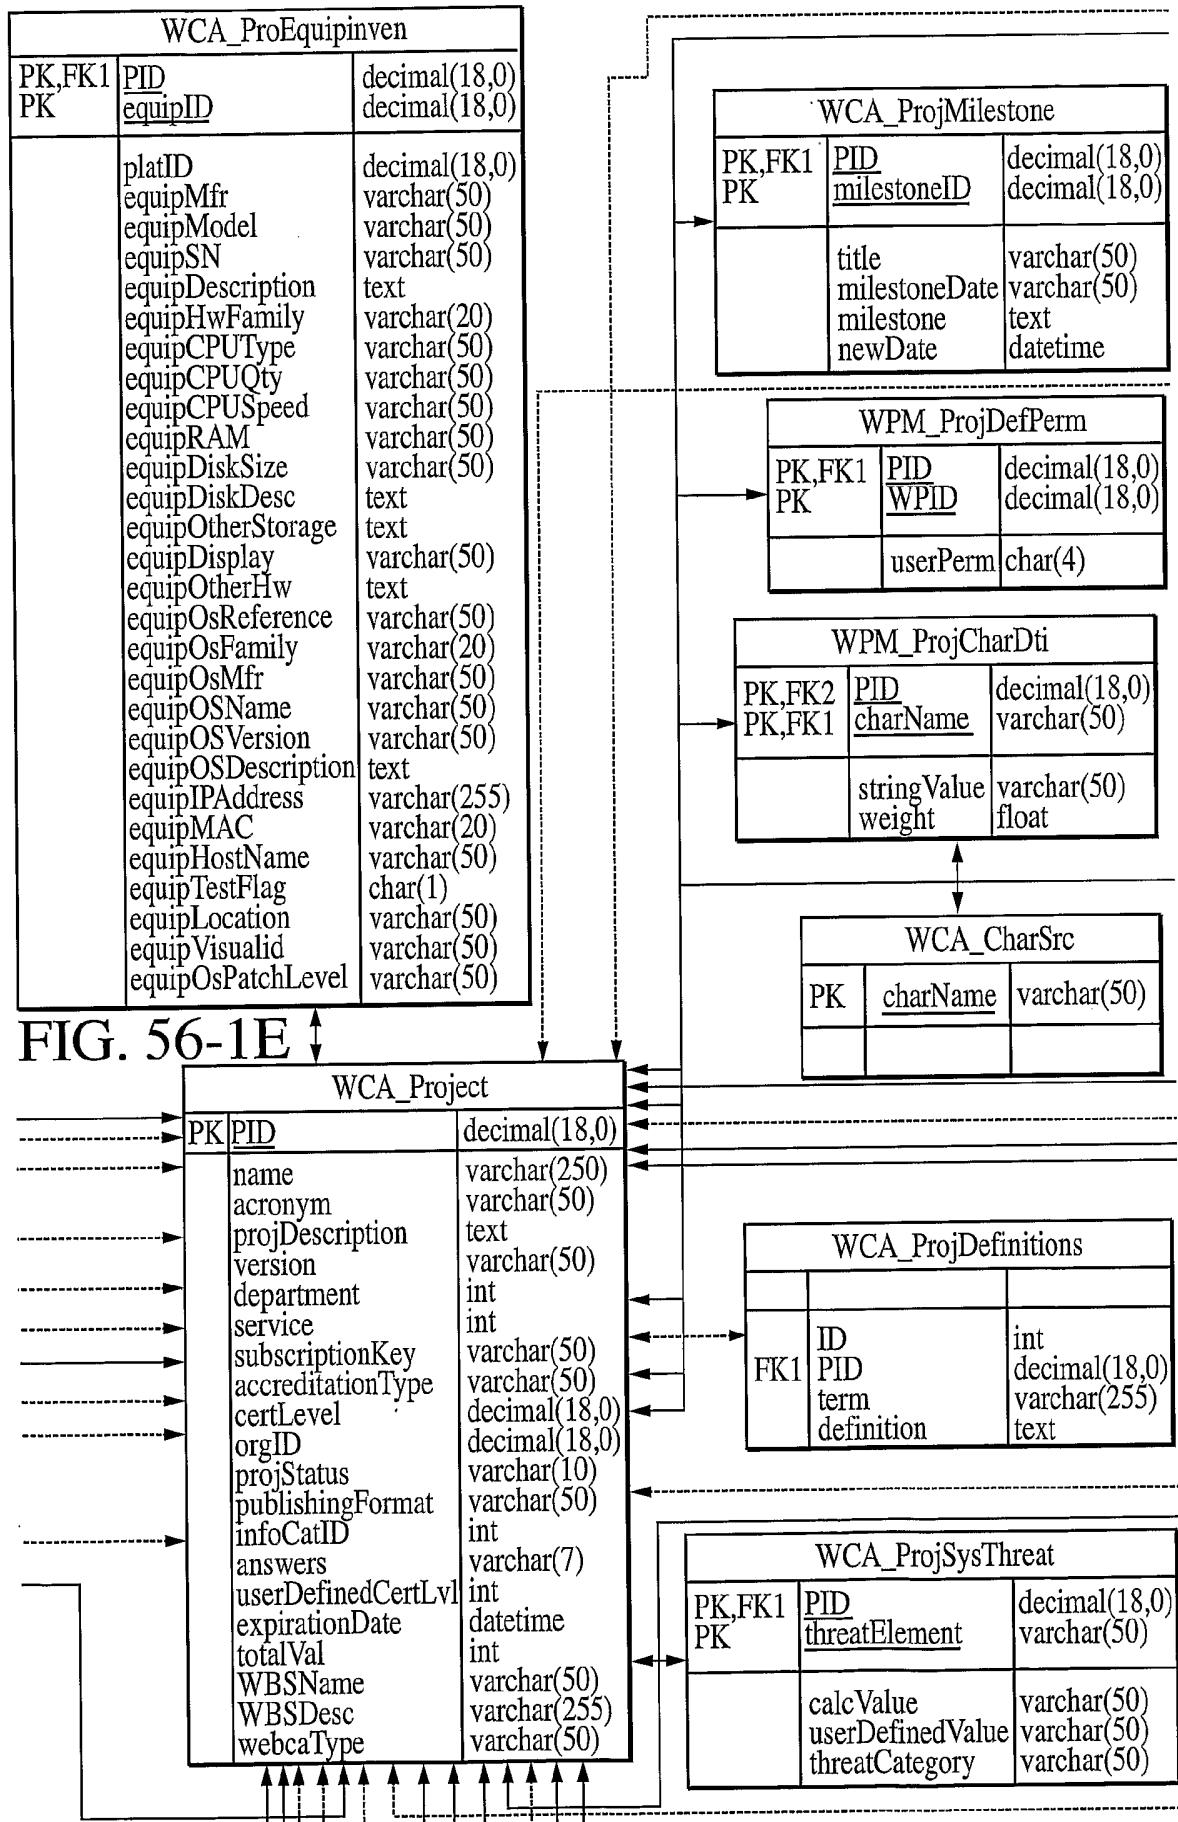 WCA_ProEquipinven
PK,FK1 PID decimal(18,0)
PK equipID decimal(18,0)
platID decimal(18,0)
equipMfr varchar(50)
equipModel varchar(50)
equipSN varchar(50)
equipDescription text
equipHwFamily varchar(20)
equipCPUType varchar(50)
equipCPUQty varchar(50)
equipCPUSpeed varchar(50)
equipRAM varchar(50)
equipDiskSize varchar(50)
equipDiskDesc text
equipOtherStorage text
equipDisplay varchar(50)
equipOtherHw text
equipOsReference varchar(50)
equipOsFamily varchar(20)
equipOsMfr varchar(50)
equipOSName varchar(50)
equipOSVersion varchar(50)
equipOSDescription text
equipIPAddress varchar(255)
equipMAC varchar(20)
equipHostName varchar(50)
equipTestFlag char(1)
equipLocation varchar(50)
equipVisualid varchar(50)
equipOsPatchLevel varchar(50)
FIG. 56-1E
WCA_ProjMilestone
PK,FK1 PID decimal(18,0)
PK milestoneID decimal(18,0)
title varchar(50)
milestoneDate varchar(50)
milestone text
newDate datetime
WPM_ProjDefPerm
PK,FK1 PID decimal(18,0)
PK WPID decimal(18,0)
userPerm char(4)
WPM_ProjCharDti
PK,FK2 PID decimal(18,0)
PK,FK1 charName varchar(50)
stringValue varchar(50)
weight float
WCA_CharSrc
PK charName varchar(50)
WCA_Project
PK PID decimal(18,0)
name varchar(250)
acronym varchar(50)
projDescription text
version varchar(50)
department int
service int
subscriptionKey varchar(50)
accreditationType varchar(50)
certLevel decimal(18,0)
orgID decimal(18,0)
projStatus varchar(10)
publishingFormat varchar(50)
infoCatID int
answers varchar(7)
userDefinedCertLvl int
expirationDate datetime
totalVal int
WBSName varchar(50)
WBSDesc varchar(255)
webcaType varchar(50)
WCA_ProjDefinitions
ID int
FK1 PID decimal(18,0)
term varchar(255)
definition text
WCA_ProjSysThreat
PK,FK1 PID decimal(18,0)
PK threatElement varchar(50)
calcValue varchar(50)
userDefinedValue varchar(50)
threatCategory varchar(50)